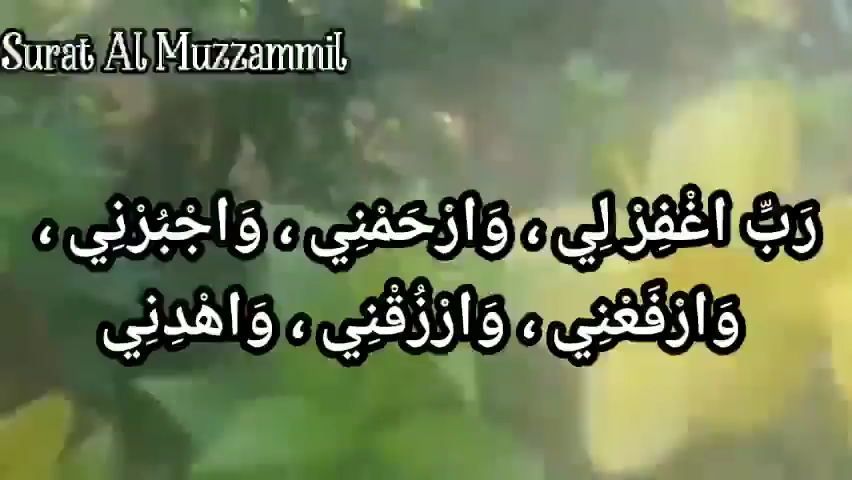 Surat Al Muzzammil
رَبِّ اغْفِرْ لِي ، وَارْحَمْنِي ، وَاجْبُرْنِي ،
وَارْفَعْنِي ، وَارْزُقْنِي ، وَاهْدِنِي